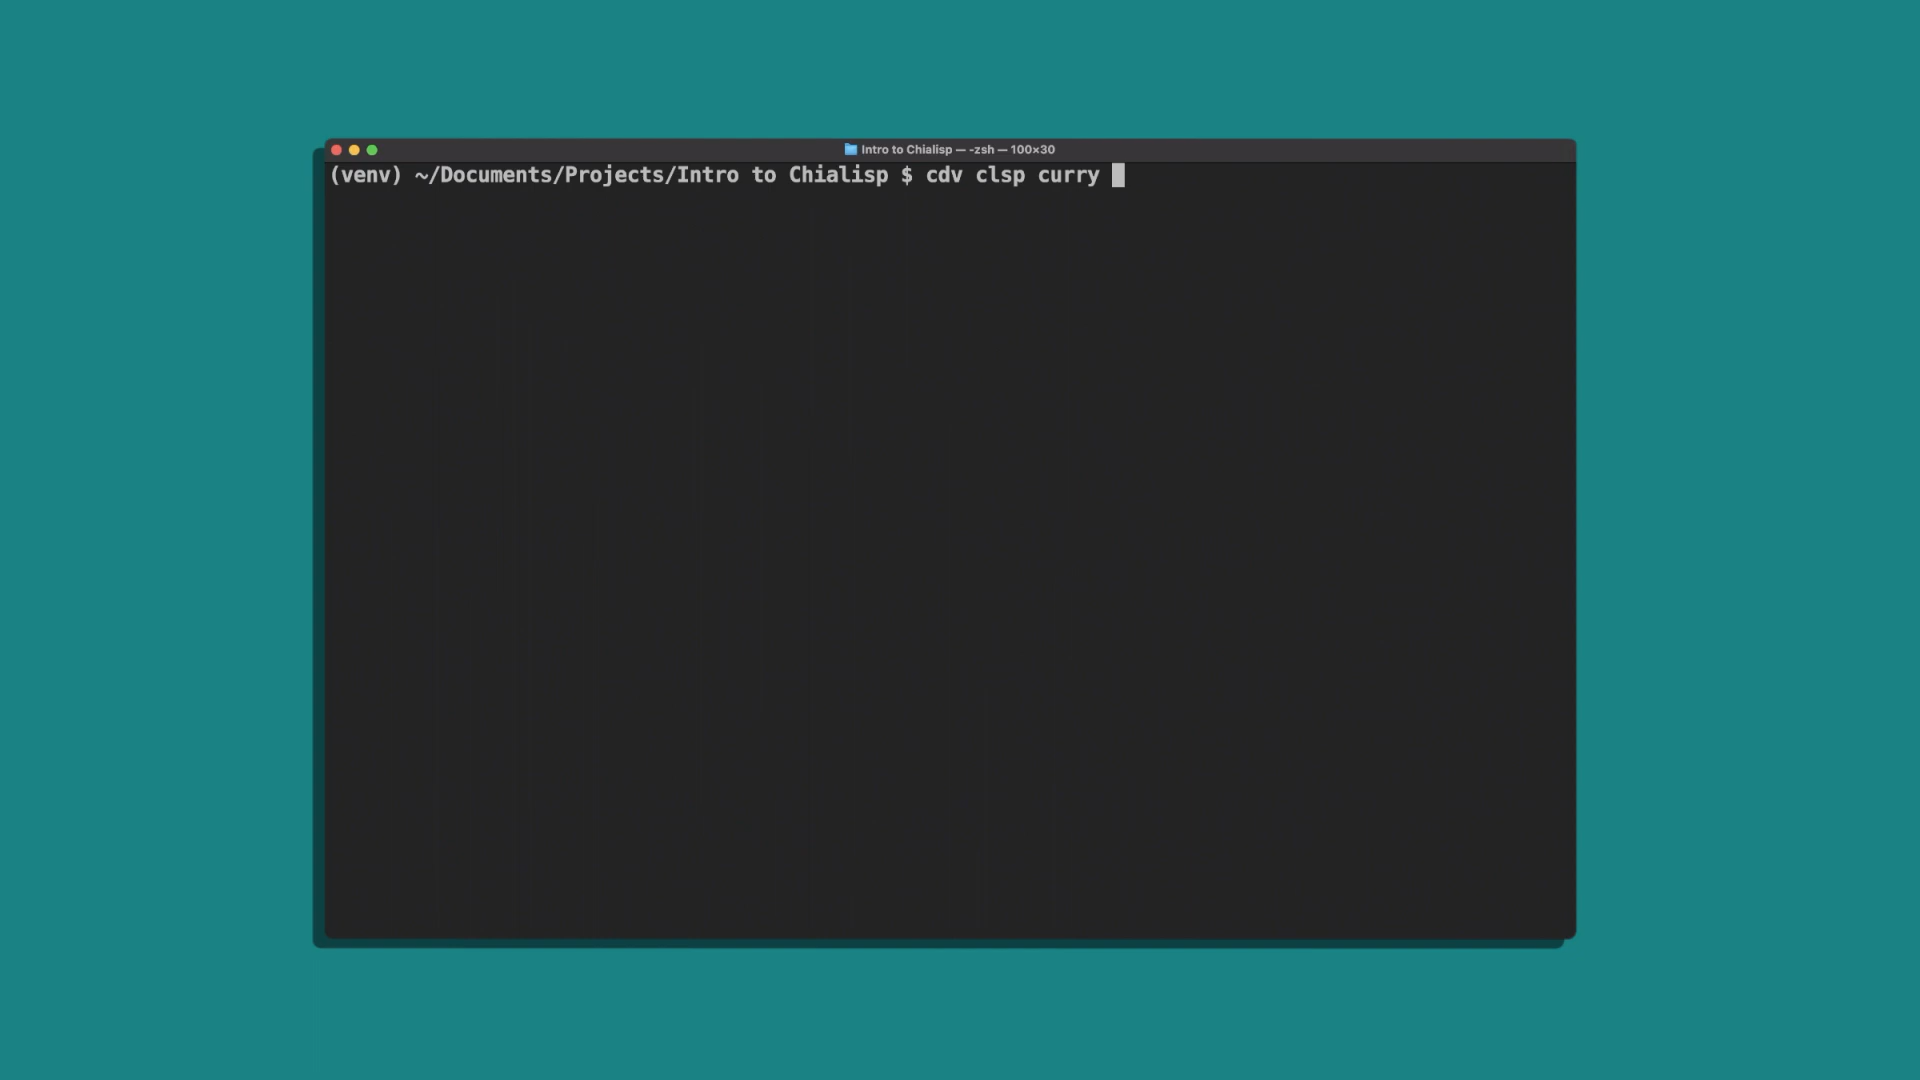 Intro to Chialisp — -zsh — 100×30
(venv) ~/Documents/Projects/Intro to Chialisp $ cdv clsp curry